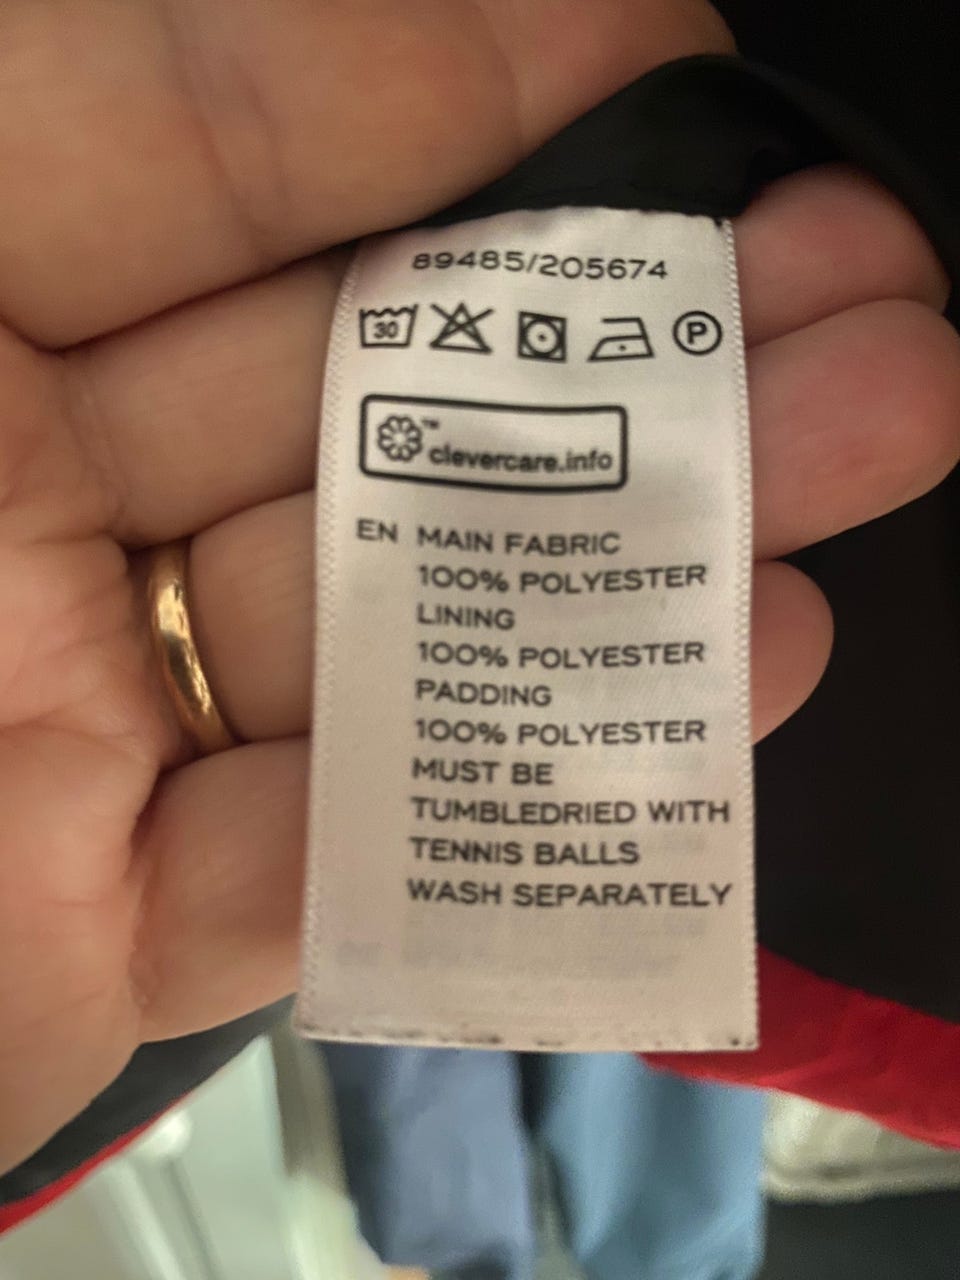 89485/205674
30 P
™
clevercare.info
EN MAIN FABRIC
100% POLYESTER
LINING
100% POLYESTER
PADDING
100% POLYESTER
MUST BE
TUMBLEDRIED WITH
TENNIS BALLS
WASH SEPARATELY